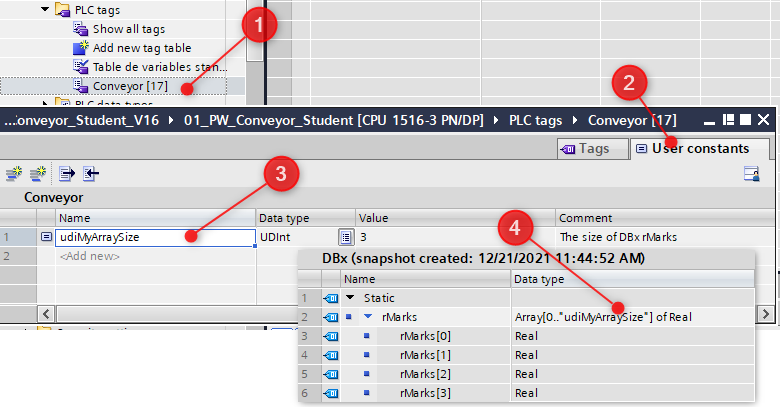 PLC tags
Show all tags
Add new tag table
Table de variables stan...
Conveyor [17]
1
PLC data types
2
...onveyor_Student_V16 ▸ 01_PW_Conveyor_Student [CPU 1516-3 PN/DP] ▸ PLC tags ▸ Conveyor [17]
Tags
User constants
3
Conveyor
Name Data type Value Comment
1 udiMyArraySize UDInt 3 The size of DBx rMarks
2 <Add new>
4
DBx (snapshot created: 12/21/2021 11:44:52 AM)
Name Data type
1 Static
2 rMarks Array[0.."udiMyArraySize"] of Real
3 rMarks[0] Real
4 rMarks[1] Real
5 rMarks[2] Real
6 rMarks[3] Real